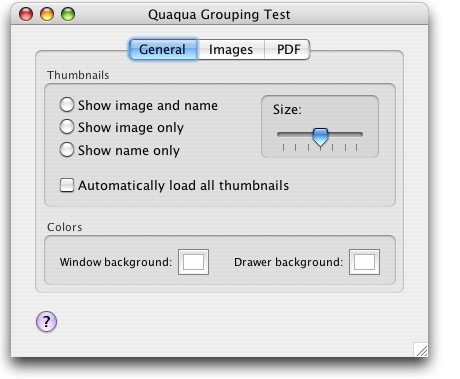 Quaqua Grouping Test
General Images PDF
Thumbnails
Show image and name
Show image only
Show name only
Size:
Automatically load all thumbnails
Colors
Window background: Drawer background:
?